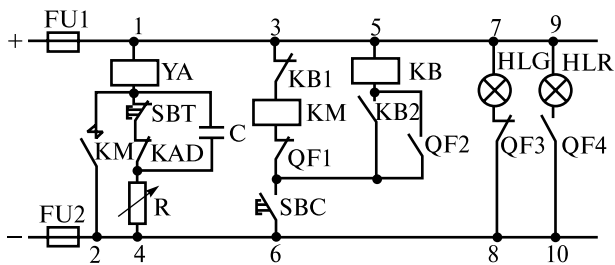 FU1 1 3 5 7 9
+
YA KB1 KB HLG HLR
SBT KM KB2
C
KM KAD QF1 QF2 QF3 QF4
R SBC
FU2
− 2 4 6 8 10